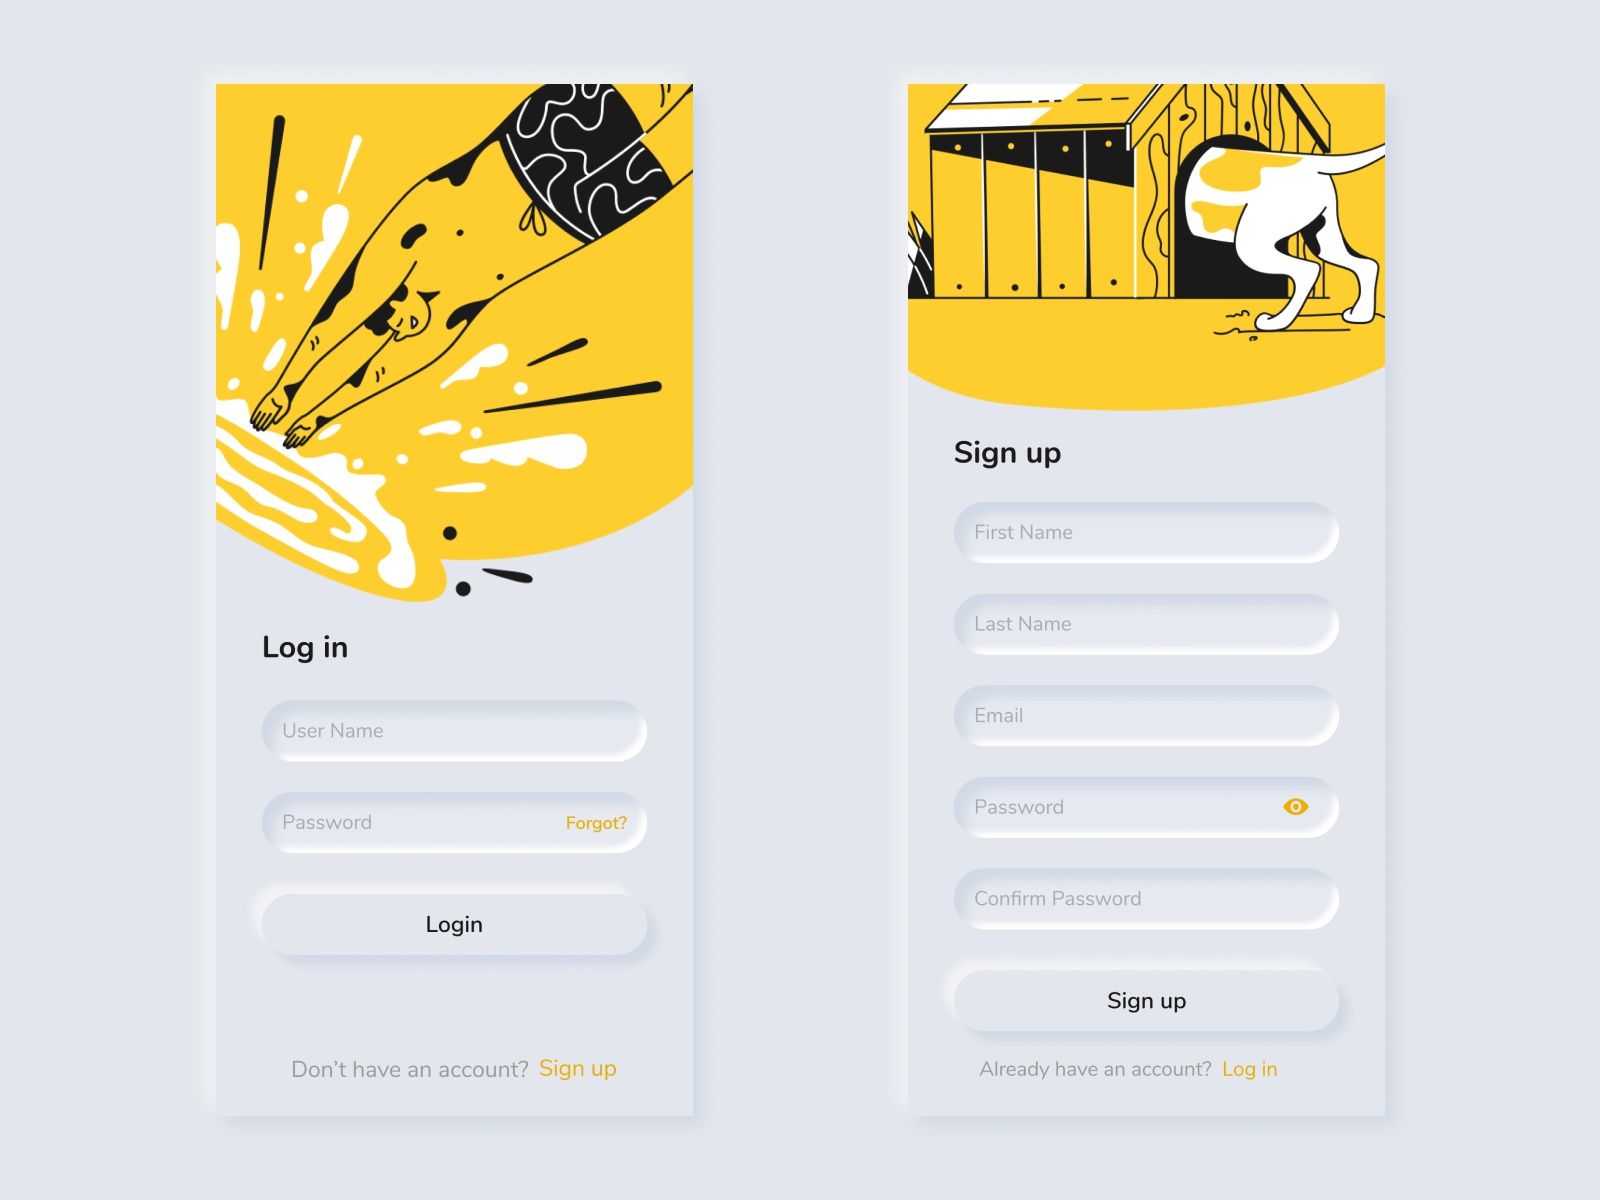 Log in
User Name
Password
Forgot?
Login
Don’t have an account? Sign up
Sign up
First Name
Last Name
Email
Password
Confirm Password
Sign up
Already have an account? Log in